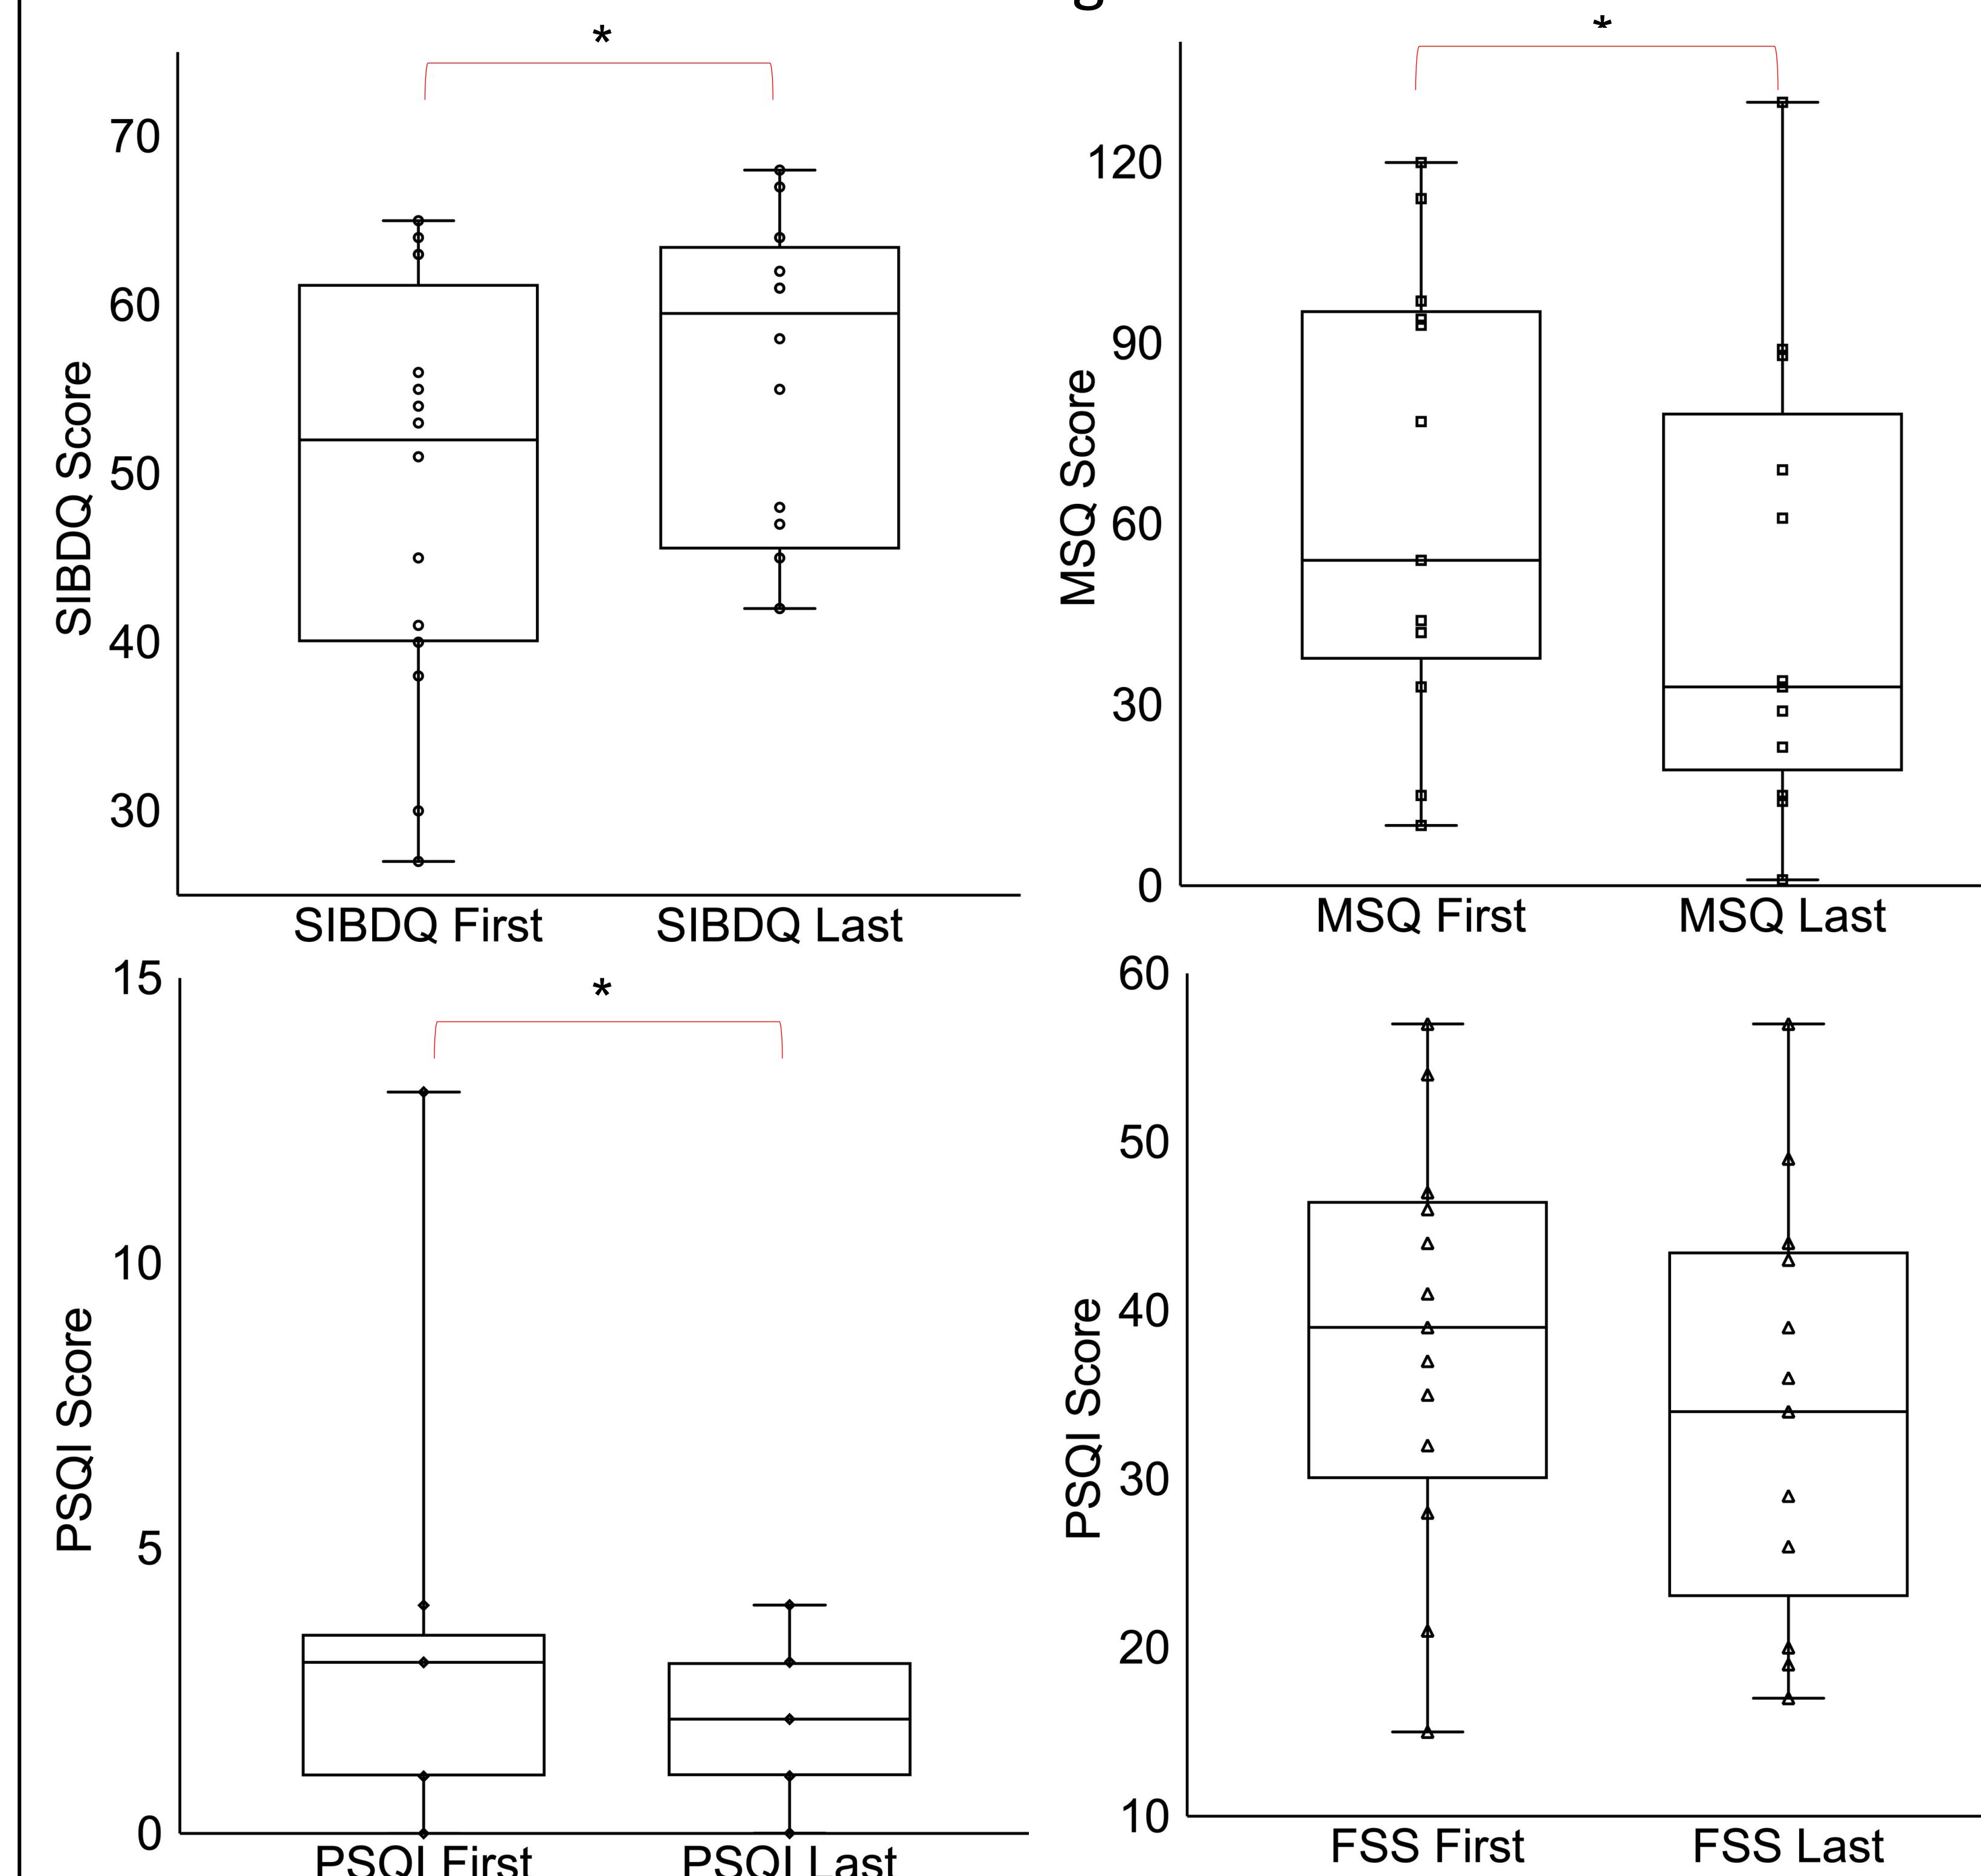 *
70
60
50
40
30
SIBDQ Score
SIBDQ First SIBDQ Last
*
120
90
60
30
0
MSQ Score
MSQ First MSQ Last
*
15
10
5
0
PSQI Score
PSQI First PSQI Last
60
50
40
30
20
10
PSQI Score
FSS First FSS Last